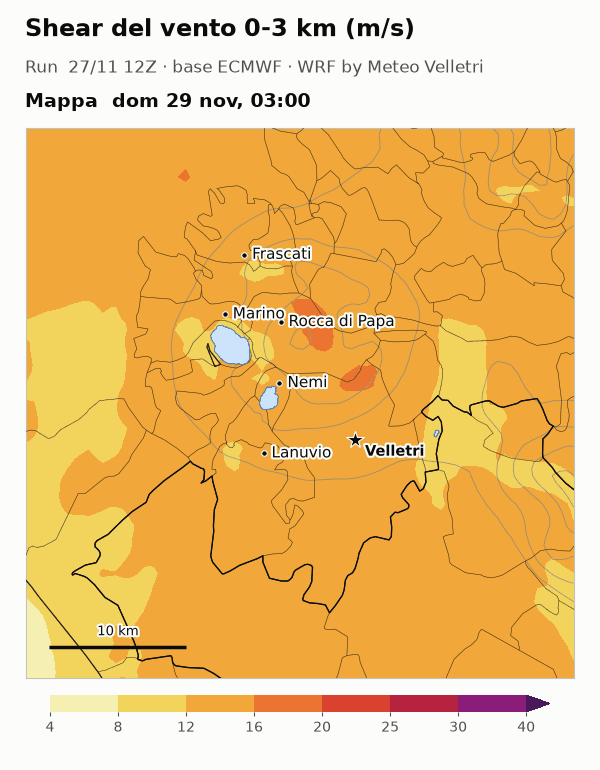 Shear del vento 0-3 km (m/s)
Run  27/11 12Z · base ECMWF · WRF by Meteo Velletri
Mappa  dom 29 nov, 03:00
Frascati
Marino
Rocca di Papa
Nemi
Velletri
Lanuvio
10 km
4 8 12 16 20 25 30 40